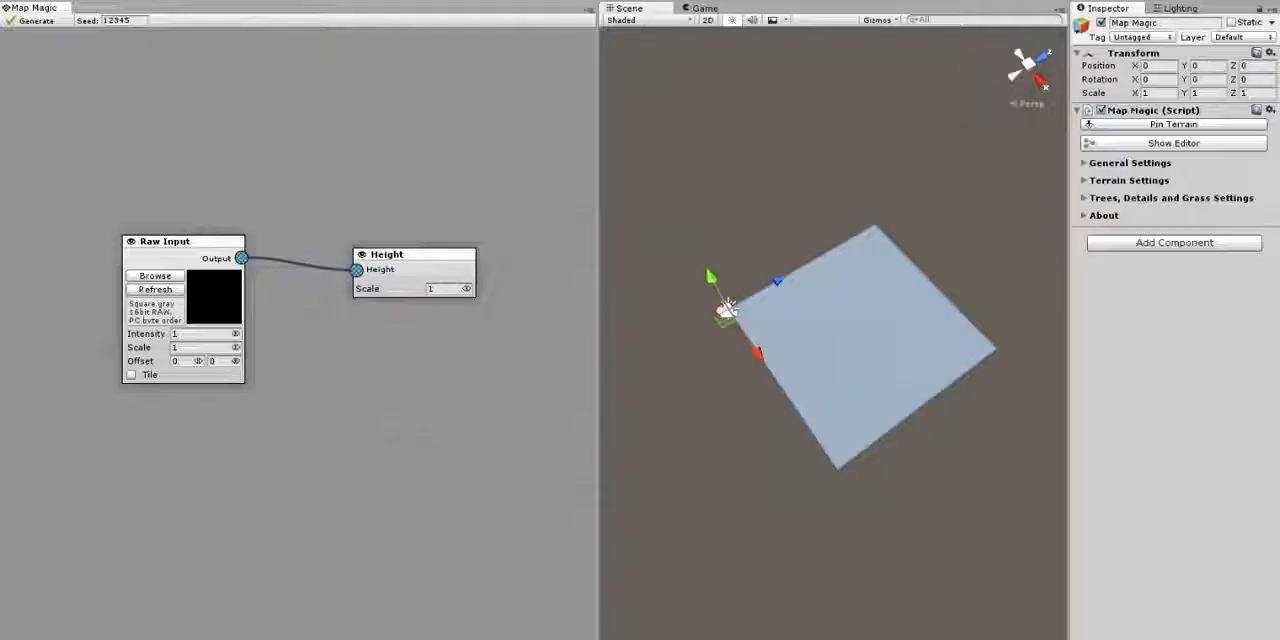 Map Magic
Generate Seed: 12345
Raw Input
Output
Browse
Refresh
Square gray
16bit RAW,
PC byte order
Intensity 1
Scale 1
Offset 0 0
Tile
Height
Height
Scale 1
Scene Game
Shaded 2D Gizmos All
z
x
Persp
Inspector Lighting
Map Magic Static
Tag Untagged Layer Default
Transform
Position X 0 Y 0 Z 0
Rotation X 0 Y 0 Z 0
Scale X 1 Y 1 Z 1
Map Magic (Script)
Pin Terrain
Show Editor
General Settings
Terrain Settings
Trees, Details and Grass Settings
About
Add Component